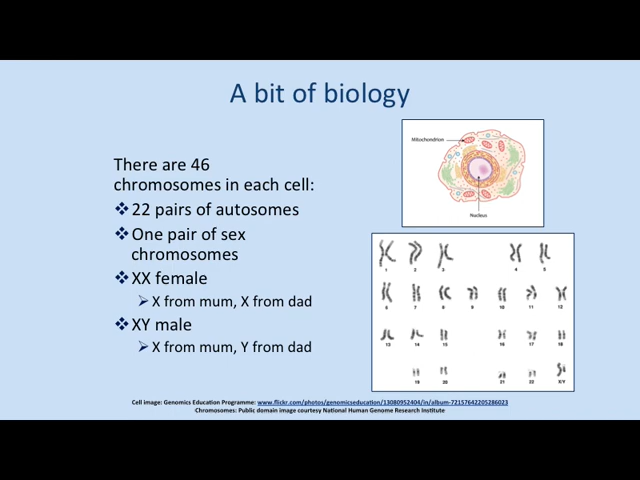 A bit of biology
There are 46
chromosomes in each cell:
❖22 pairs of autosomes
❖One pair of sex
chromosomes
❖XX female
➢X from mum, X from dad
❖XY male
➢X from mum, Y from dad
Mitochondrion
Nucleus
1 2 3 4 5
6 7 8 9 10 11 12
13 14 15 16 17 18
19 20 21 22 X/Y
Cell image: Genomics Education Programme: www.flickr.com/photos/genomicseducation/13080952404/in/album-72157642205286023
Chromosomes: Public domain image courtesy National Human Genome Research Institute